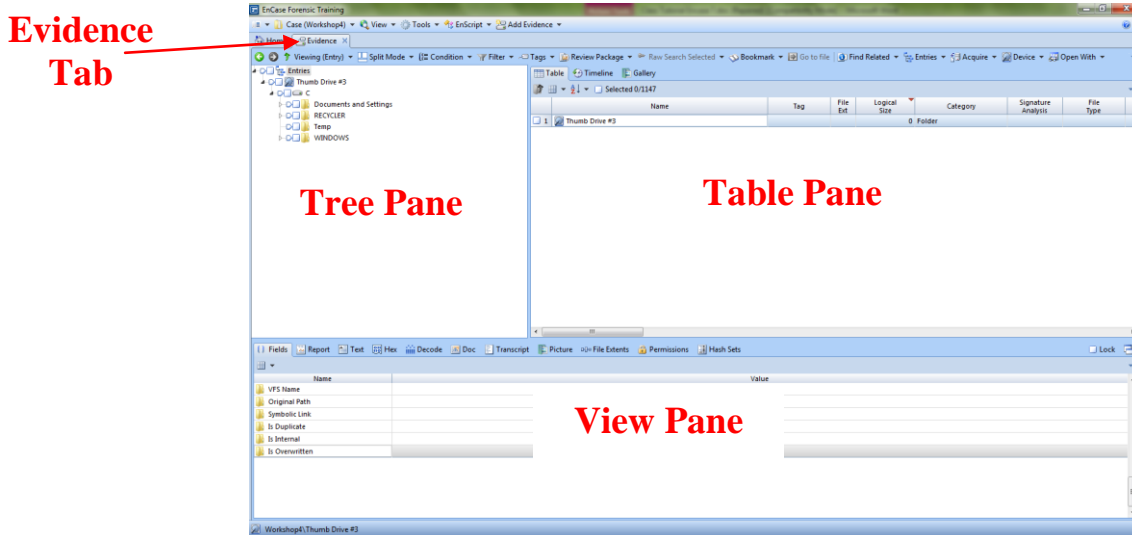 Evidence
Tab
EnCase Forensic Training
Case (Workshop4) View Tools EnScript Add Evidence
Home Evidence
Viewing (Entry) Split Mode Condition Filter Tags Review Package Raw Search Selected Bookmark Go to file Find Related Entries Acquire Device Open With
Entries
Thumb Drive #3
C
Documents and Settings
RECYCLER
Temp
WINDOWS
Tree Pane
Table Timeline Gallery
Selected 0/1147
Name Tag File Ext Logical Size Category Signature Analysis File Type
1 Thumb Drive #3 0 Folder
Table Pane
Fields Report Text Hex Decode Doc Transcript Picture File Extents Permissions Hash Sets Lock
Name Value
VFS Name
Original Path
Symbolic Link
Is Duplicate
Is Internal
Is Overwritten
View Pane
Workshop4\Thumb Drive #3